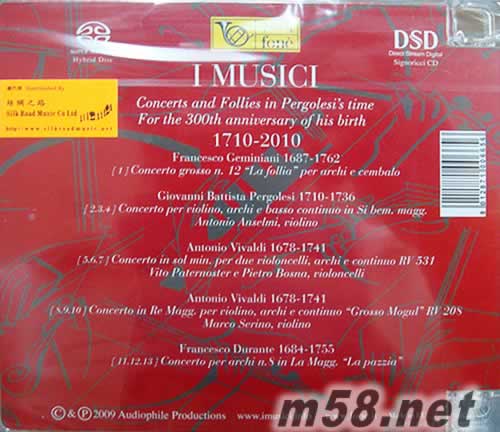 SUPER AUDIO CD
Hybrid Disc
fonè
DSD
Direct Stream Digital
Signoricci CD
Distributed By
絲綢之路
Silk Road Music Co Ltd
www.silkroadmusic.net
I MUSICI
Concerts and Follies in Pergolesi's time
For the 300th anniversary of his birth
1710-2010
Francesco Geminiani 1687-1762
[1] Concerto grosso n. 12 "La follia" per archi e cembalo
Giovanni Battista Pergolesi 1710-1736
[2.3.4] Concerto per violino, archi e basso continuo in Si bem. magg.
Antonio Anselmi, violino
Antonio Vivaldi 1678-1741
[5.6.7] Concerto in sol min. per due violoncelli, archi e continuo RV 531
Vito Paternoster e Pietro Bosna, violoncelli
Antonio Vivaldi 1678-1741
[8.9.10] Concerto in Re Magg. per violino, archi e continuo "Grosso Mogul" RV 208
Marco Serino, violino
Francesco Durante 1684-1755
[11.12.13] Concerto per archi n. 8 in La Magg. "La pazzia"
© & ℗ 2009 Audiophile Productions
m58.net